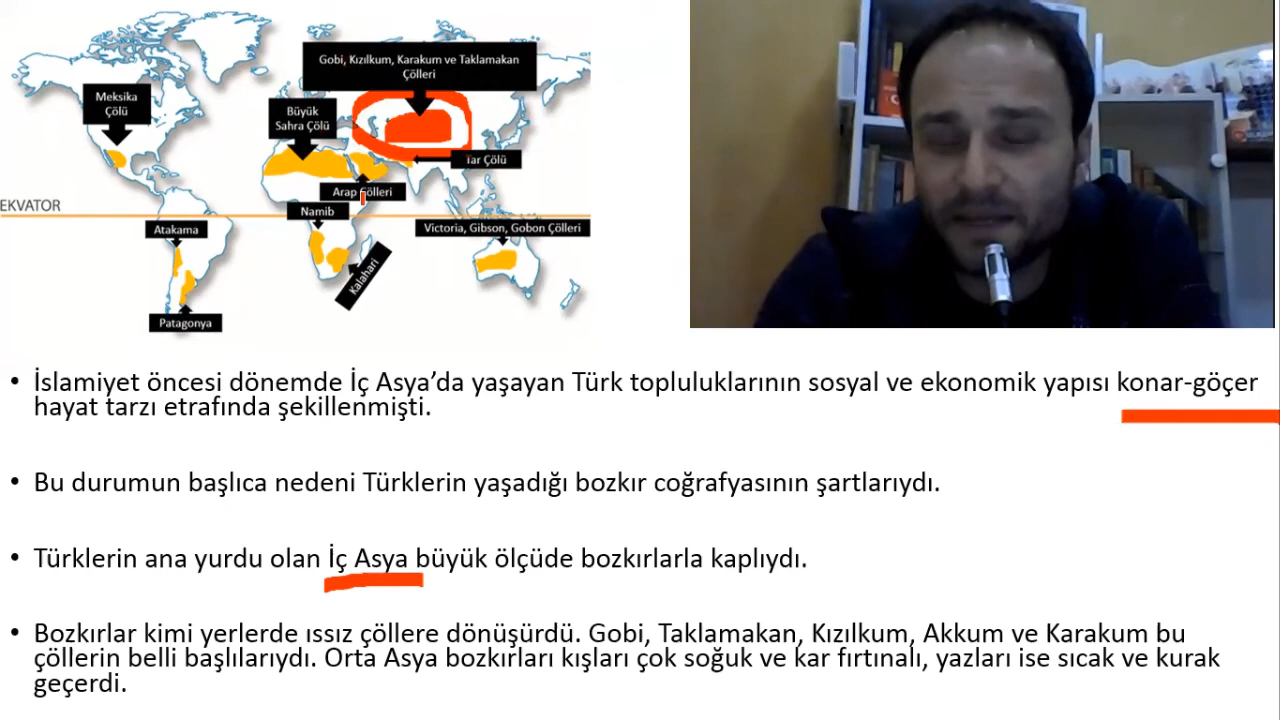 Gobi, Kızılkum, Karakum ve Taklamakan
Çölleri
Meksika
Çölü
Büyük
Sahra Çölü
Tar Çölü
Arap Çölleri
EKVATOR
Namib
Atakama
Victoria, Gibson, Gobon Çölleri
Kalahari
Patagonya
• İslamiyet öncesi dönemde İç Asya’da yaşayan Türk topluluklarının sosyal ve ekonomik yapısı konar-göçer
hayat tarzı etrafında şekillenmişti.
• Bu durumun başlıca nedeni Türklerin yaşadığı bozkır coğrafyasının şartlarıydı.
• Türklerin ana yurdu olan İç Asya büyük ölçüde bozkırlarla kaplıydı.
• Bozkırlar kimi yerlerde ıssız çöllere dönüşürdü. Gobi, Taklamakan, Kızılkum, Akkum ve Karakum bu
çöllerin belli başlılarıydı. Orta Asya bozkırları kışları çok soğuk ve kar fırtınalı, yazları ise sıcak ve kurak
geçerdi.